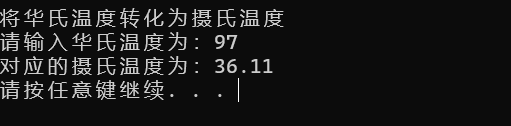 将华氏温度转化为摄氏温度
请输入华氏温度为：97
对应的摄氏温度为：36.11
请按任意键继续. . .